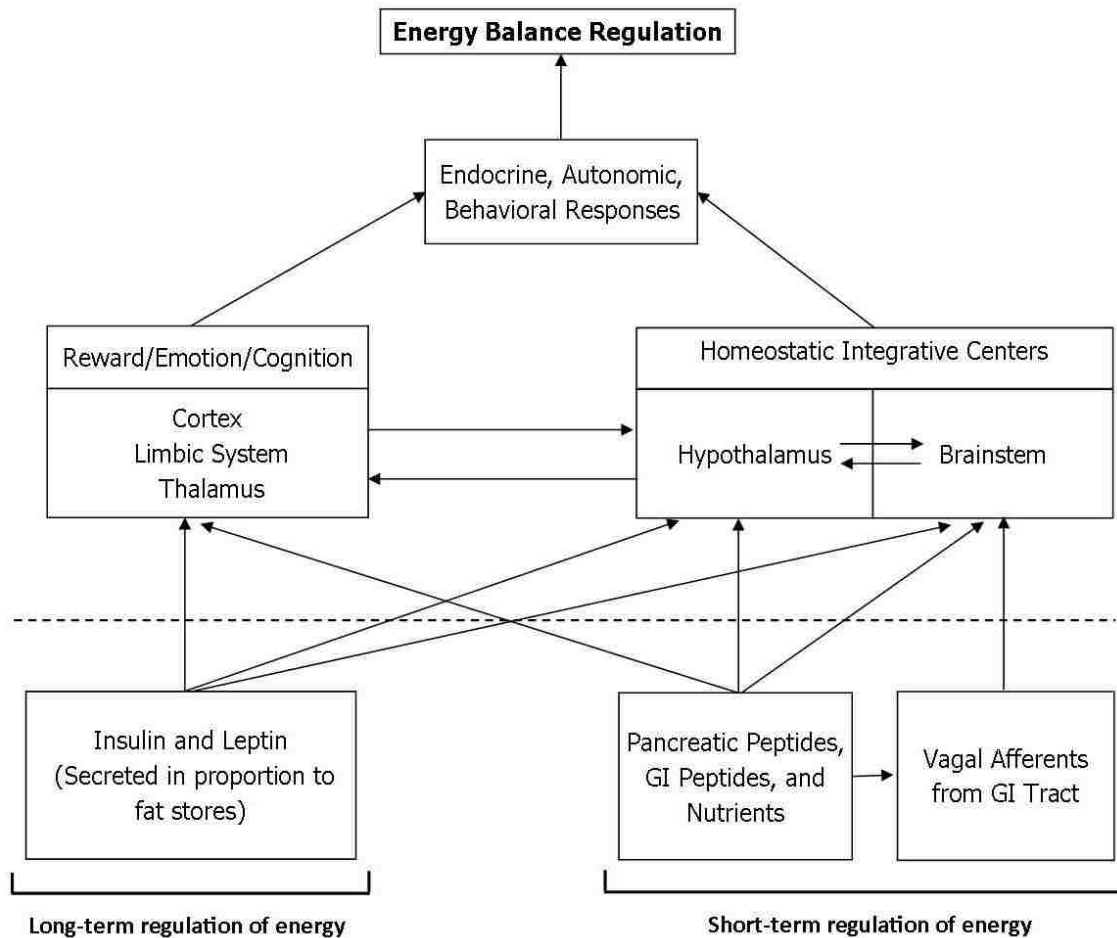 Energy Balance Regulation
Endocrine, Autonomic,
Behavioral Responses
Reward/Emotion/Cognition
Cortex
Limbic System
Thalamus
Homeostatic Integrative Centers
Hypothalamus
Brainstem
Insulin and Leptin
(Secreted in proportion to
fat stores)
Pancreatic Peptides,
GI Peptides, and
Nutrients
Vagal Afferents
from GI Tract
Long-term regulation of energy
Short-term regulation of energy